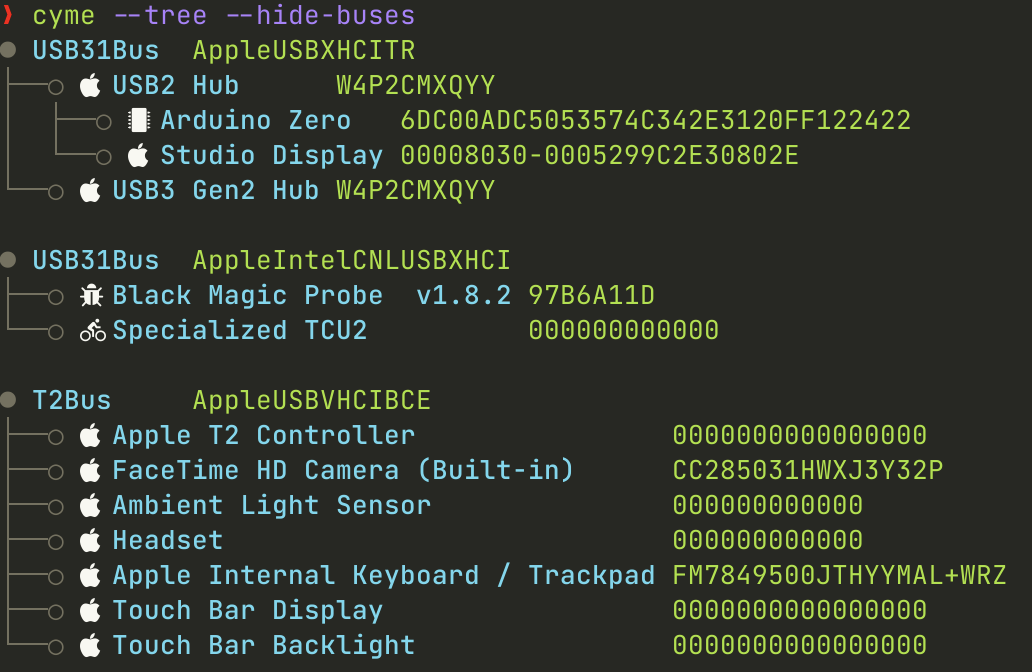 ❯ cyme --tree --hide-buses
USB31Bus AppleUSBXHCITR
USB2 Hub W4P2CMXQYY
Arduino Zero 6DC00ADC5053574C342E3120FF122422
Studio Display 00008030-0005299C2E30802E
USB3 Gen2 Hub W4P2CMXQYY
USB31Bus AppleIntelCNLUSBXHCI
Black Magic Probe v1.8.2 97B6A11D
Specialized TCU2 000000000000
T2Bus AppleUSBVHCIBCE
Apple T2 Controller 0000000000000000
FaceTime HD Camera (Built-in) CC285031HWXJ3Y32P
Ambient Light Sensor 000000000000
Headset 000000000000
Apple Internal Keyboard / Trackpad FM7849500JTHYYMAL+WRZ
Touch Bar Display 0000000000000000
Touch Bar Backlight 0000000000000000